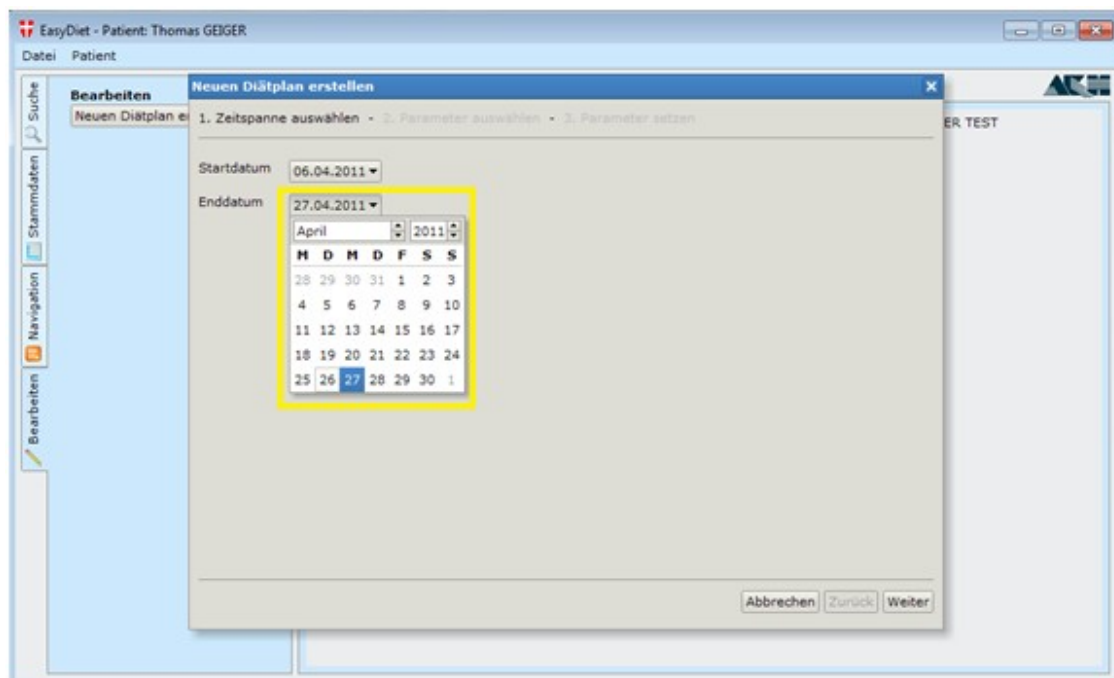 EasyDiet - Patient: Thomas GEIGER
Datei Patient
Suche
Stammdaten
Navigation
Bearbeiten
Bearbeiten
Neuen Diätplan e
ER TEST
Neuen Diätplan erstellen
1. Zeitspanne auswählen - 2. Parameter auswählen - 3. Parameter setzen
Startdatum 06.04.2011
Enddatum 27.04.2011
April 2011
M D M D F S S
28 29 30 31 1 2 3
4 5 6 7 8 9 10
11 12 13 14 15 16 17
18 19 20 21 22 23 24
25 26 27 28 29 30 1
Abbrechen Zurück Weiter